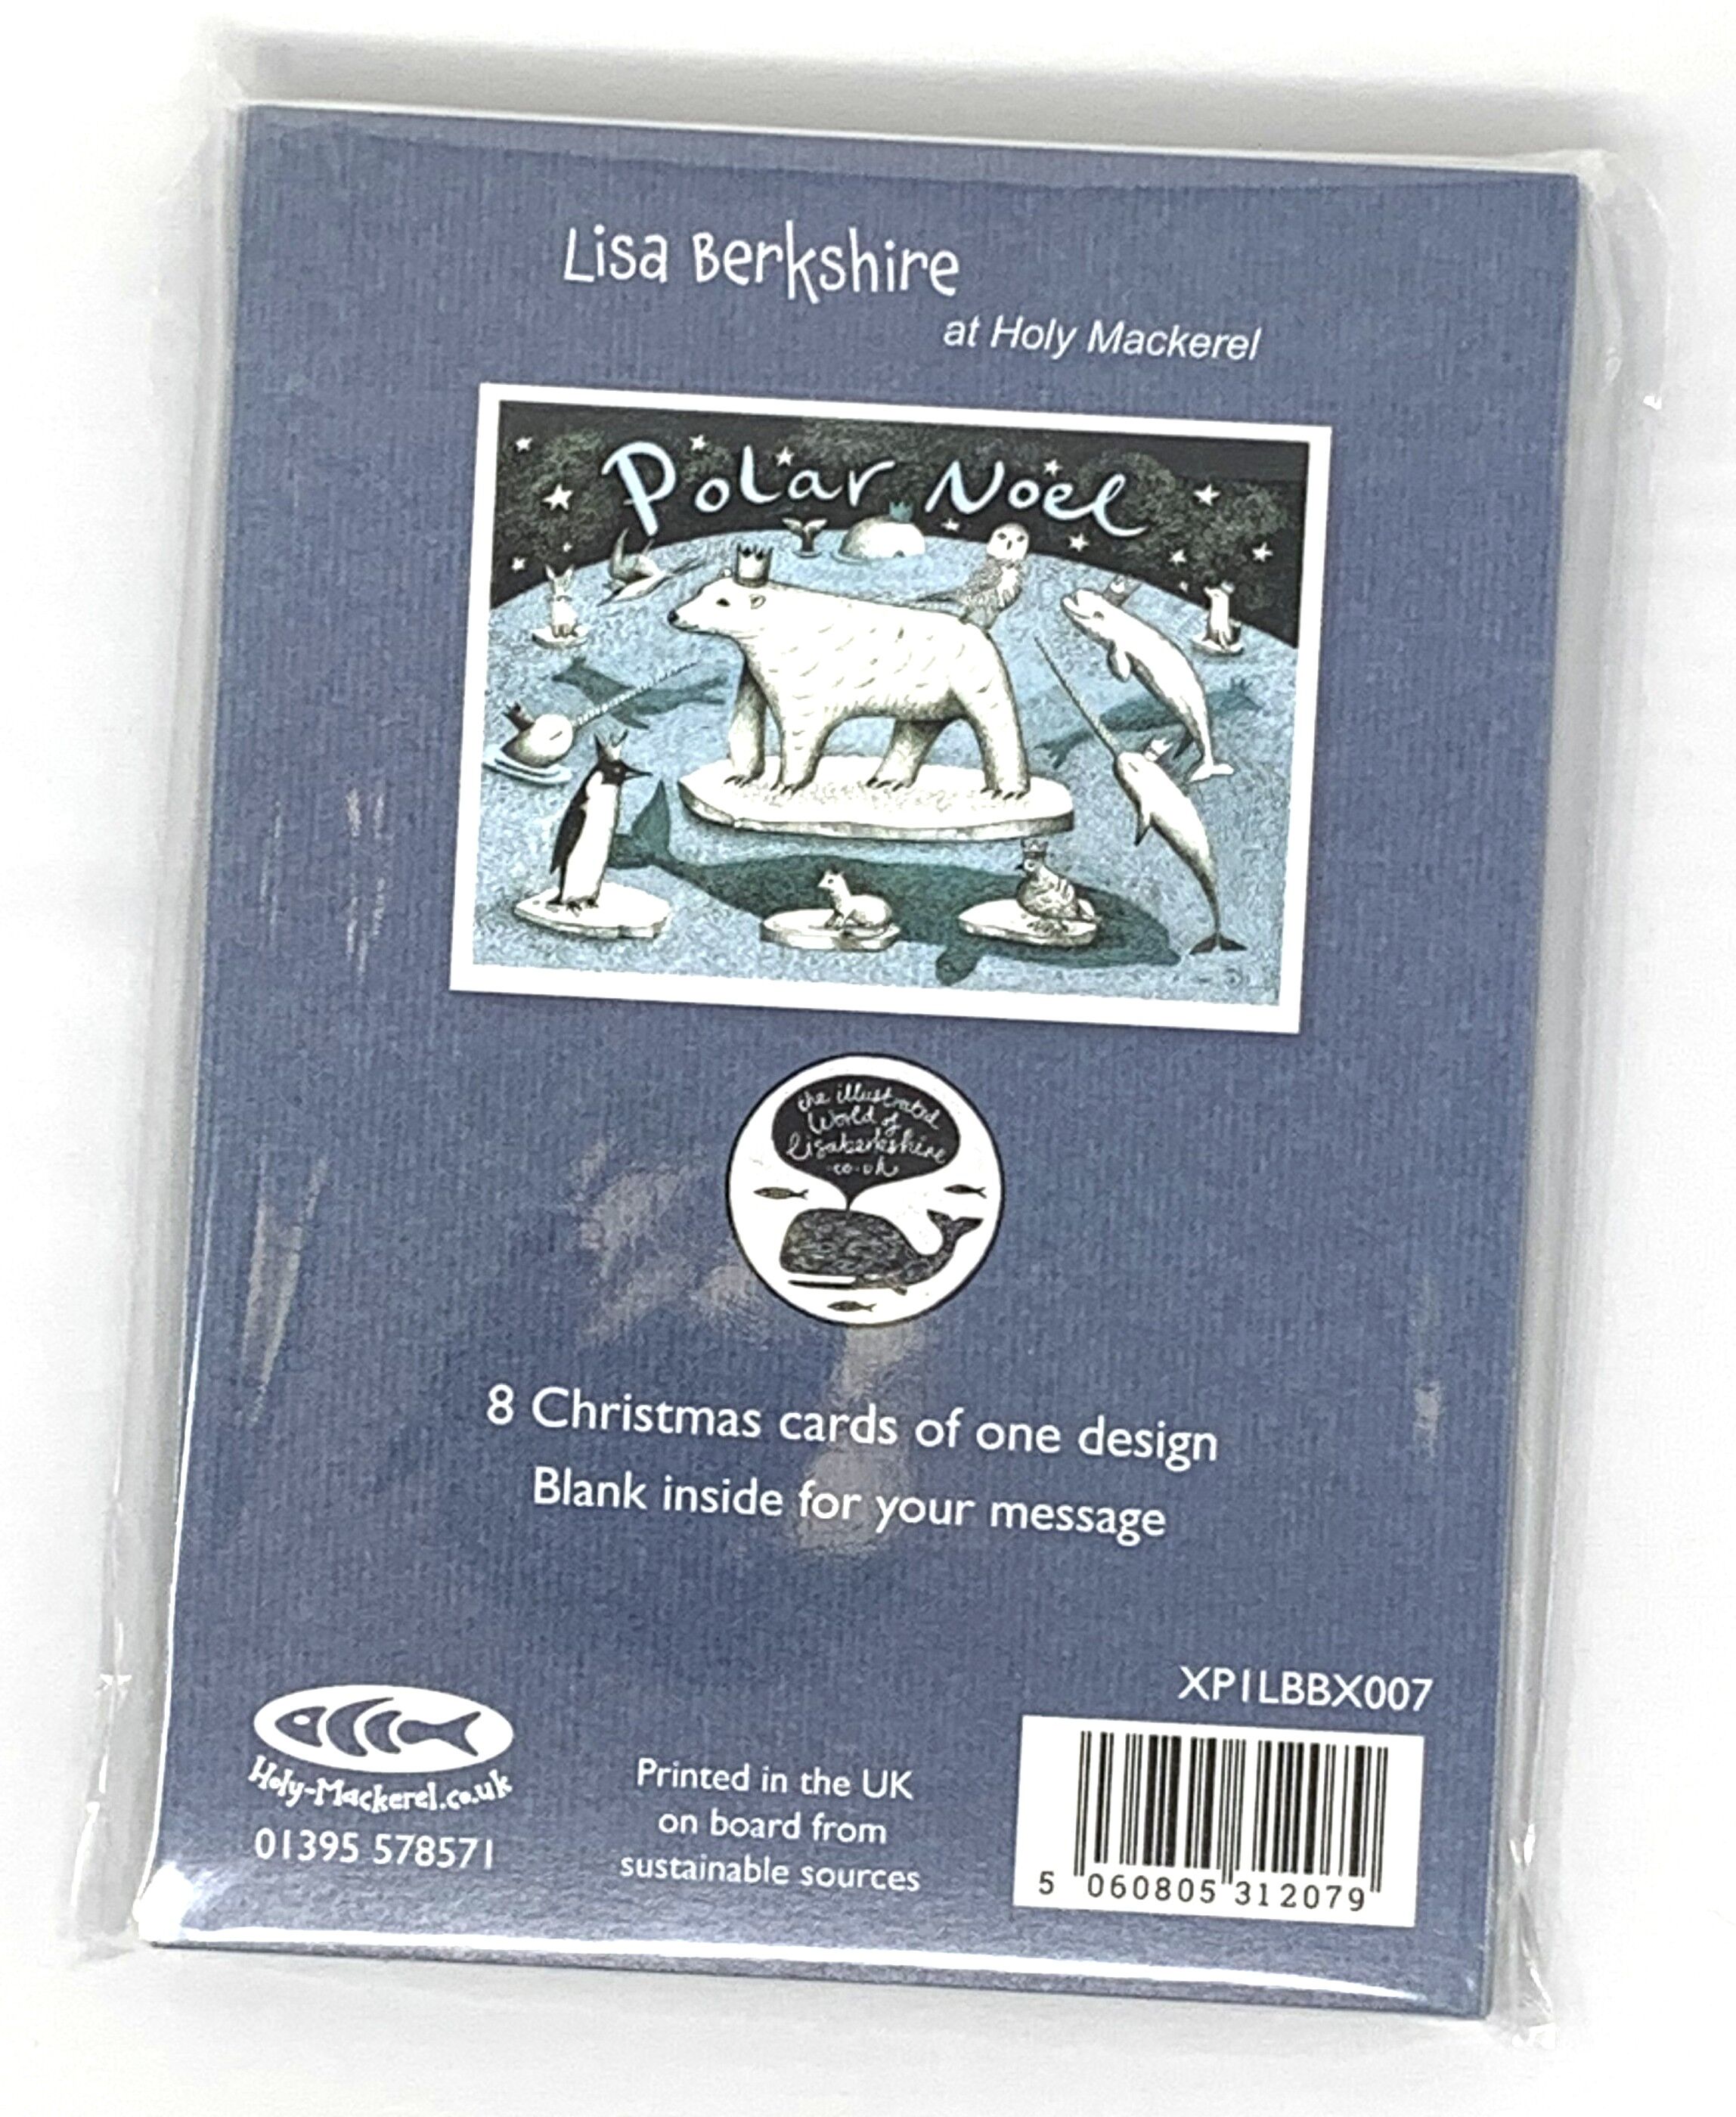 Lisa Berkshire
at Holy Mackerel
Polar Noel
the illustrated
World of
lisaberkshire
.co.uk
8 Christmas cards of one design
Blank inside for your message
XP1LBBX007
Holy-Mackerel.co.uk
01395 578571
Printed in the UK
on board from
sustainable sources
5 060805 312079